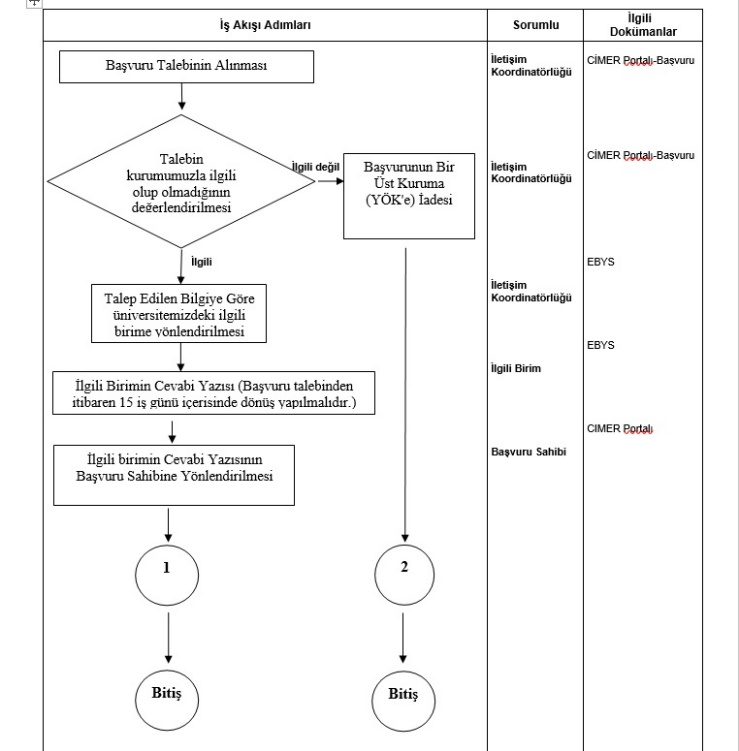 İş Akışı Adımları
Sorumlu
İlgili
Dokümanlar
Başvuru Talebinin Alınması
İletişim
Koordinatörlüğü
CİMER Portalı-Başvuru
Talebin
kurumumuzla ilgili
olup olmadığının
değerlendirilmesi
İlgili değil
Başvurunun Bir
Üst Kuruma
(YÖK'e) İadesi
İletişim
Koordinatörlüğü
CİMER Portalı-Başvuru
İlgili
Talep Edilen Bilgiye Göre
üniversitemizdeki ilgili
birime yönlendirilmesi
İletişim
Koordinatörlüğü
EBYS
İlgili Birimin Cevabi Yazısı (Başvuru talebinden
itibaren 15 iş günü içerisinde dönüş yapılmalıdır.)
İlgili Birim
EBYS
İlgili birimin Cevabi Yazısının
Başvuru Sahibine Yönlendirilmesi
Başvuru Sahibi
CIMER Portalı
1
2
Bitiş
Bitiş